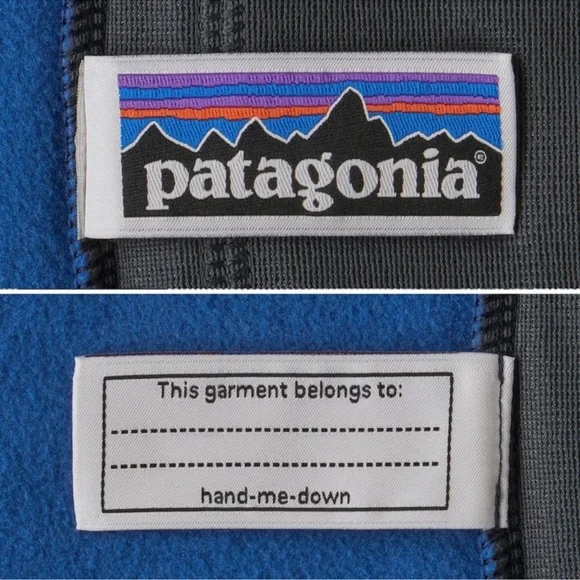 patagonia®
This garment belongs to:
hand-me-down